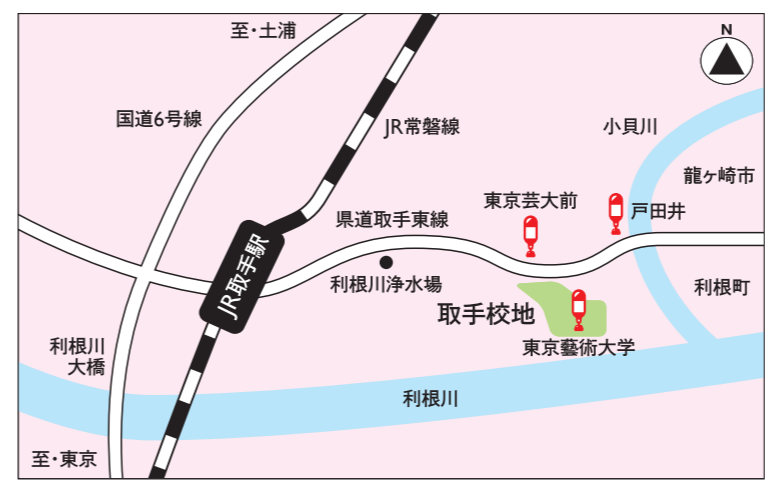 至・土浦
N
国道6号線
JR常磐線
小貝川
龍ヶ崎市
東京芸大前
戸田井
県道取手東線
JR取手駅
利根川浄水場
利根町
取手校地
利根川
大橋
東京藝術大学
利根川
至・東京